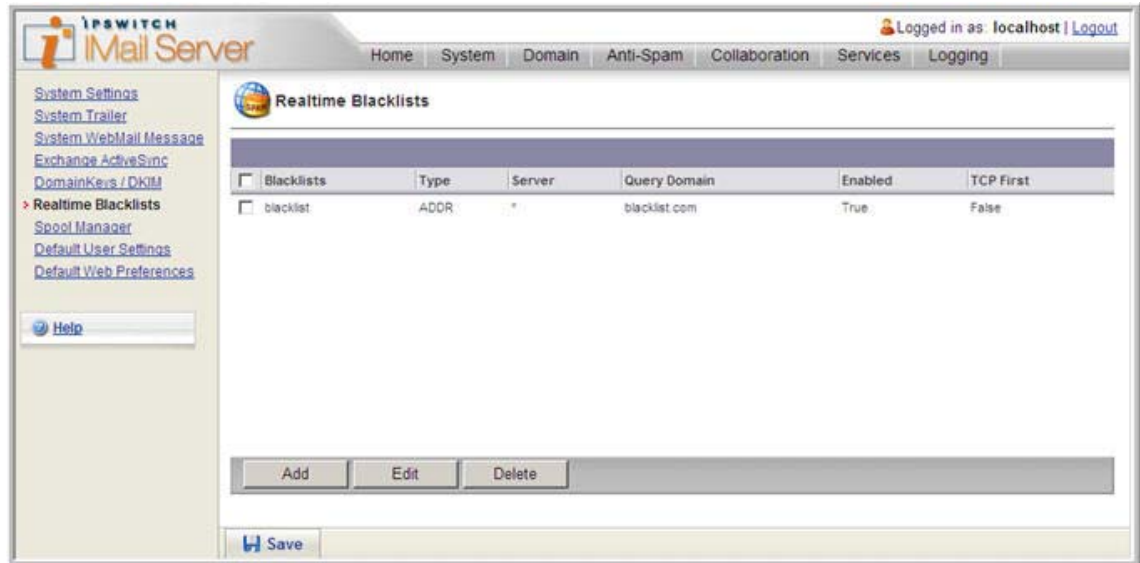 IPSWITCH
IMail Server
Logged in as: localhost | Logout
Home System Domain Anti-Spam Collaboration Services Logging
System Settings
System Trailer
System WebMail Message
Exchange ActiveSync
DomainKeys / DKIM
> Realtime Blacklists
Spool Manager
Default User Settings
Default Web Preferences
Help
Realtime Blacklists
Blacklists Type Server Query Domain Enabled TCP First
blacklist ADDR * blacklist.com True False
Add Edit Delete
Save